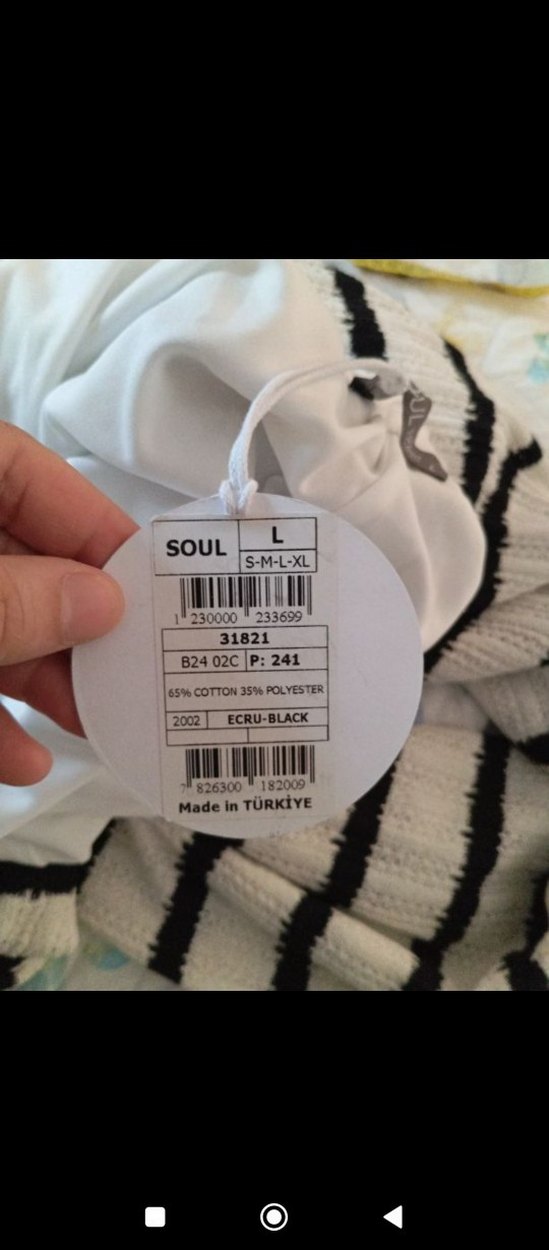 SOUL
L
S-M-L-XL
1 230000 233699
31821
B24 02C P: 241
65% COTTON 35% POLYESTER
2002 ECRU-BLACK
7 826300 182009
Made in TÜRKİYE